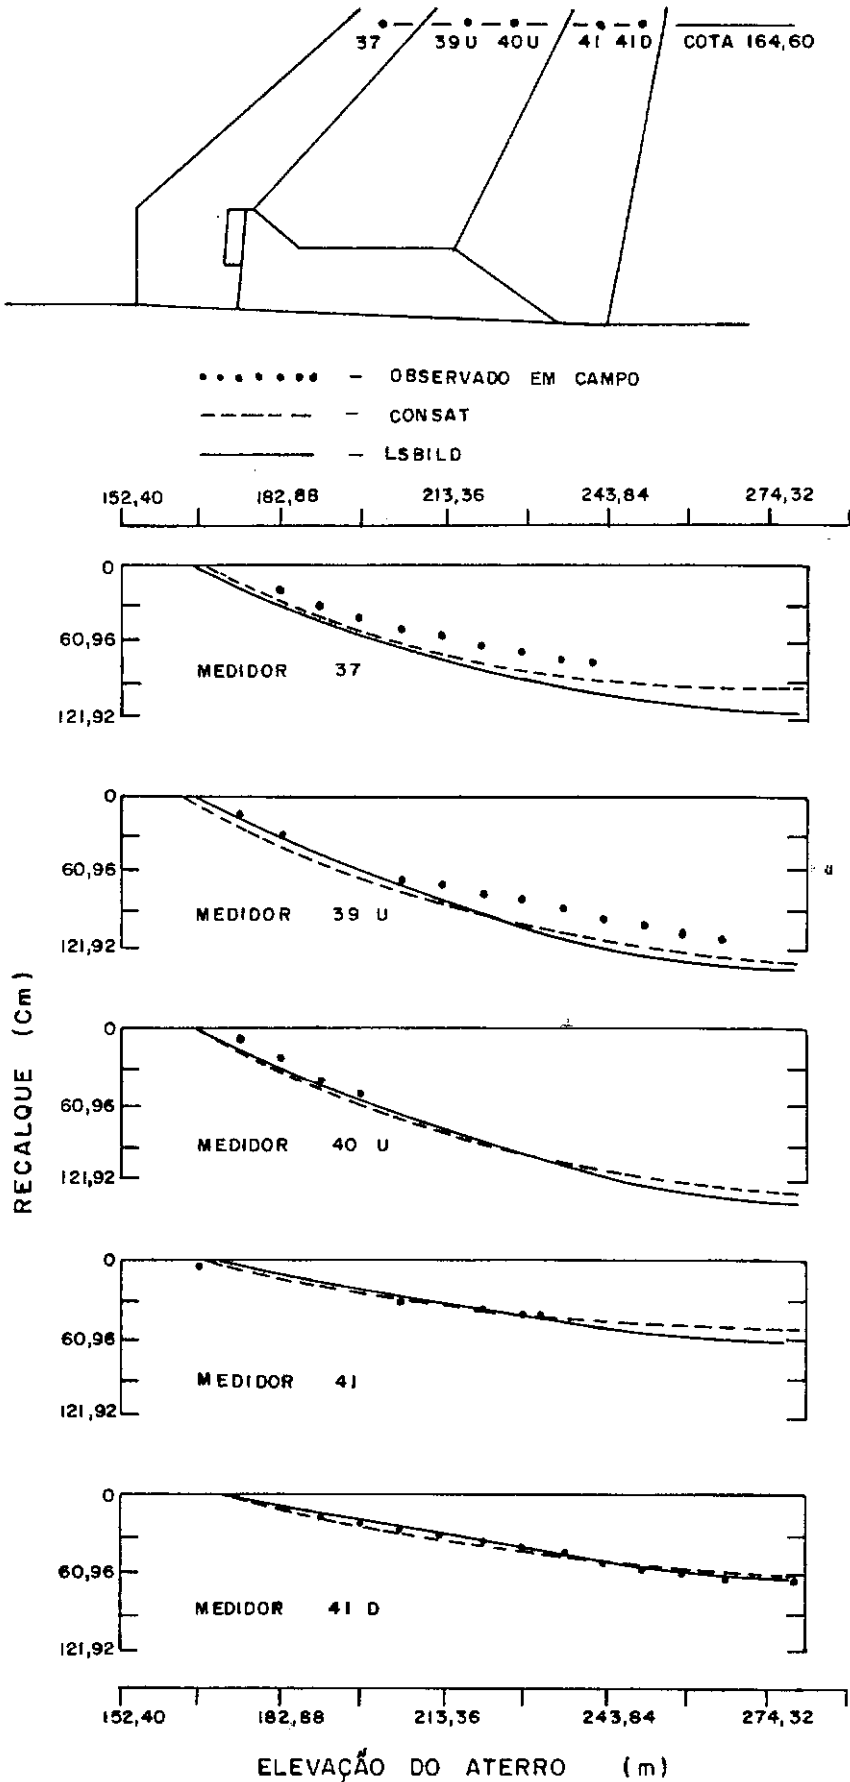 37 39U 40U 41 41D COTA 164,60
- OBSERVADO EM CAMPO
- CONSAT
- LSBILD
152,40 182,88 213,36 243,84 274,32
0
60,96
MEDIDOR 37
121,92
0
60,96
MEDIDOR 39 U
121,92
0
60,96
MEDIDOR 40 U
121,92
0
60,96
MEDIDOR 41
121,92
0
60,96
MEDIDOR 41 D
121,92
RECALQUE (Cm)
152,40 182,88 213,36 243,84 274,32
ELEVAÇÃO DO ATERRO (m)